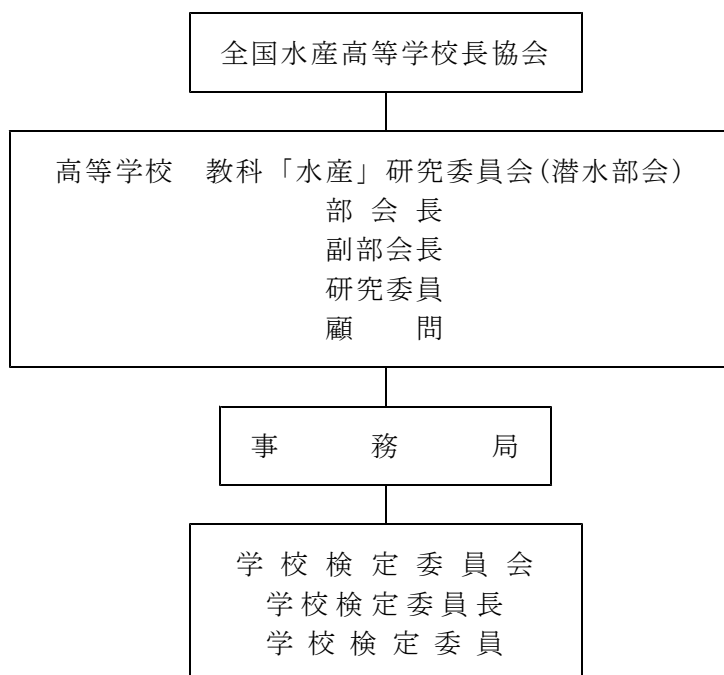 全国水産高等学校長協会
高等学校　教科「水産」研究委員会(潜水部会)
部 会 長
副部会長
研究委員
顧　　問
事　　務　　局
学 校 検 定 委 員 会
学校検定委員長
学 校 検 定 委 員